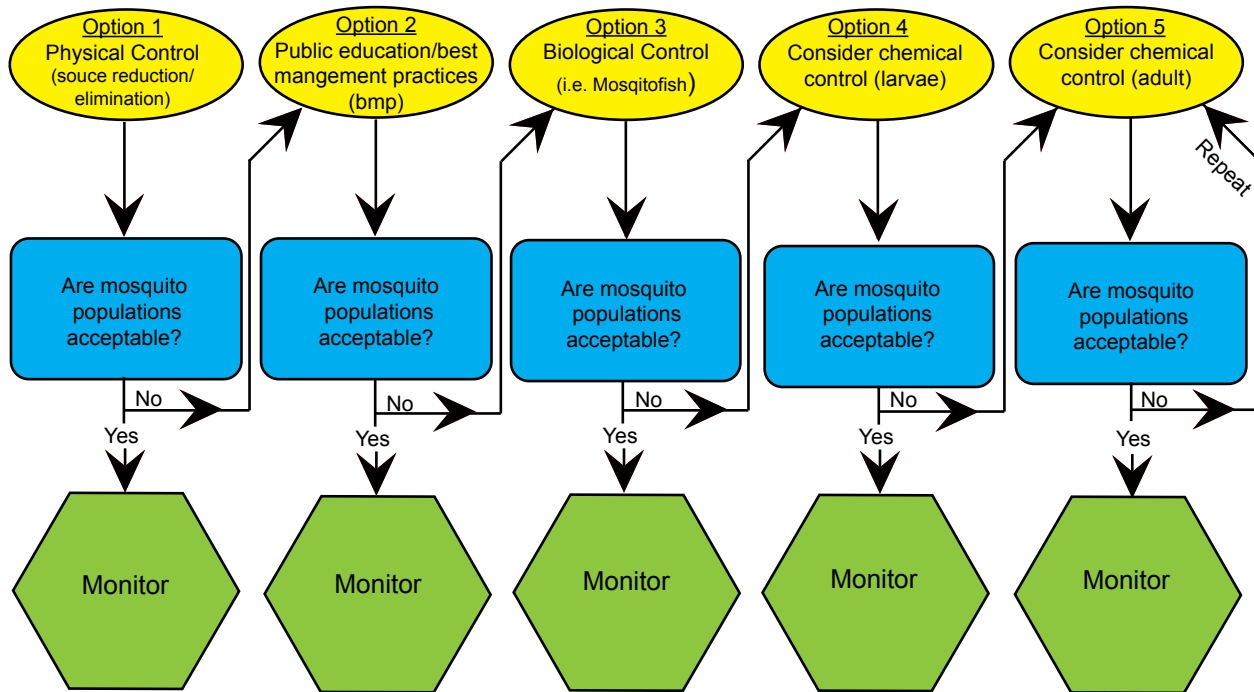 Option 1
Physical Control
(souce reduction/
elimination)
Option 2
Public education/best
mangement practices
(bmp)
Option 3
Biological Control
(i.e. Mosqitofish)
Option 4
Consider chemical
control (larvae)
Option 5
Consider chemical
control (adult)
Repeat
Are mosquito
populations
acceptable?
Are mosquito
populations
acceptable?
Are mosquito
populations
acceptable?
Are mosquito
populations
acceptable?
Are mosquito
populations
acceptable?
No
No
No
No
No
Yes
Yes
Yes
Yes
Yes
Monitor
Monitor
Monitor
Monitor
Monitor